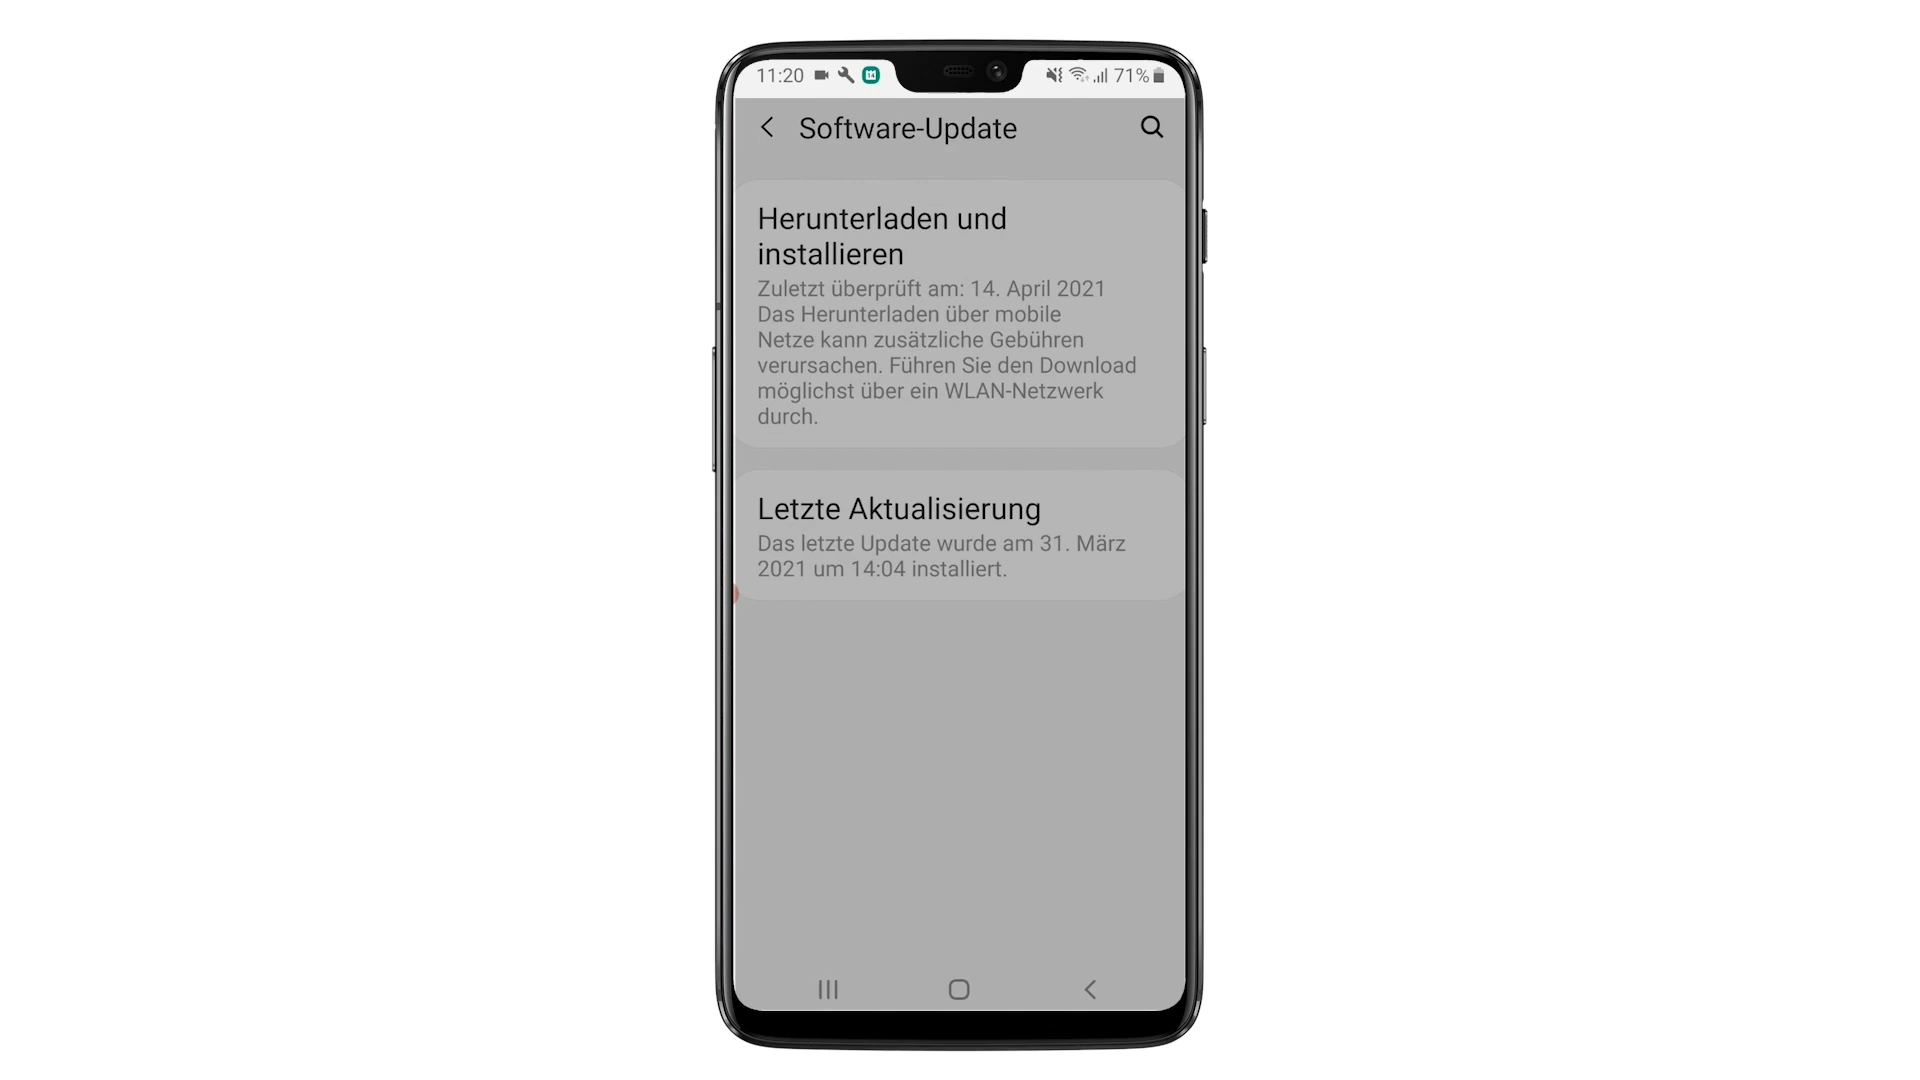 11:20 71%
Software-Update
Herunterladen und
installieren
Zuletzt überprüft am: 14. April 2021
Das Herunterladen über mobile
Netze kann zusätzliche Gebühren
verursachen. Führen Sie den Download
möglichst über ein WLAN-Netzwerk
durch.
Letzte Aktualisierung
Das letzte Update wurde am 31. März
2021 um 14:04 installiert.